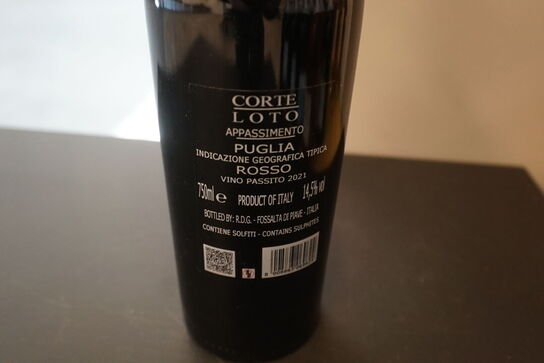 CORTE
LOTO
APPASSIMENTO
PUGLIA
INDICAZIONE GEOGRAFICA TIPICA
ROSSO
VINO PASSITO 2021
750ml e PRODUCT OF ITALY 14,5% vol
BOTTLED BY: R.D.G. - FOSSALTA DI PIAVE - ITALIA
CONTIENE SOLFITI - CONTAINS SULPHITES